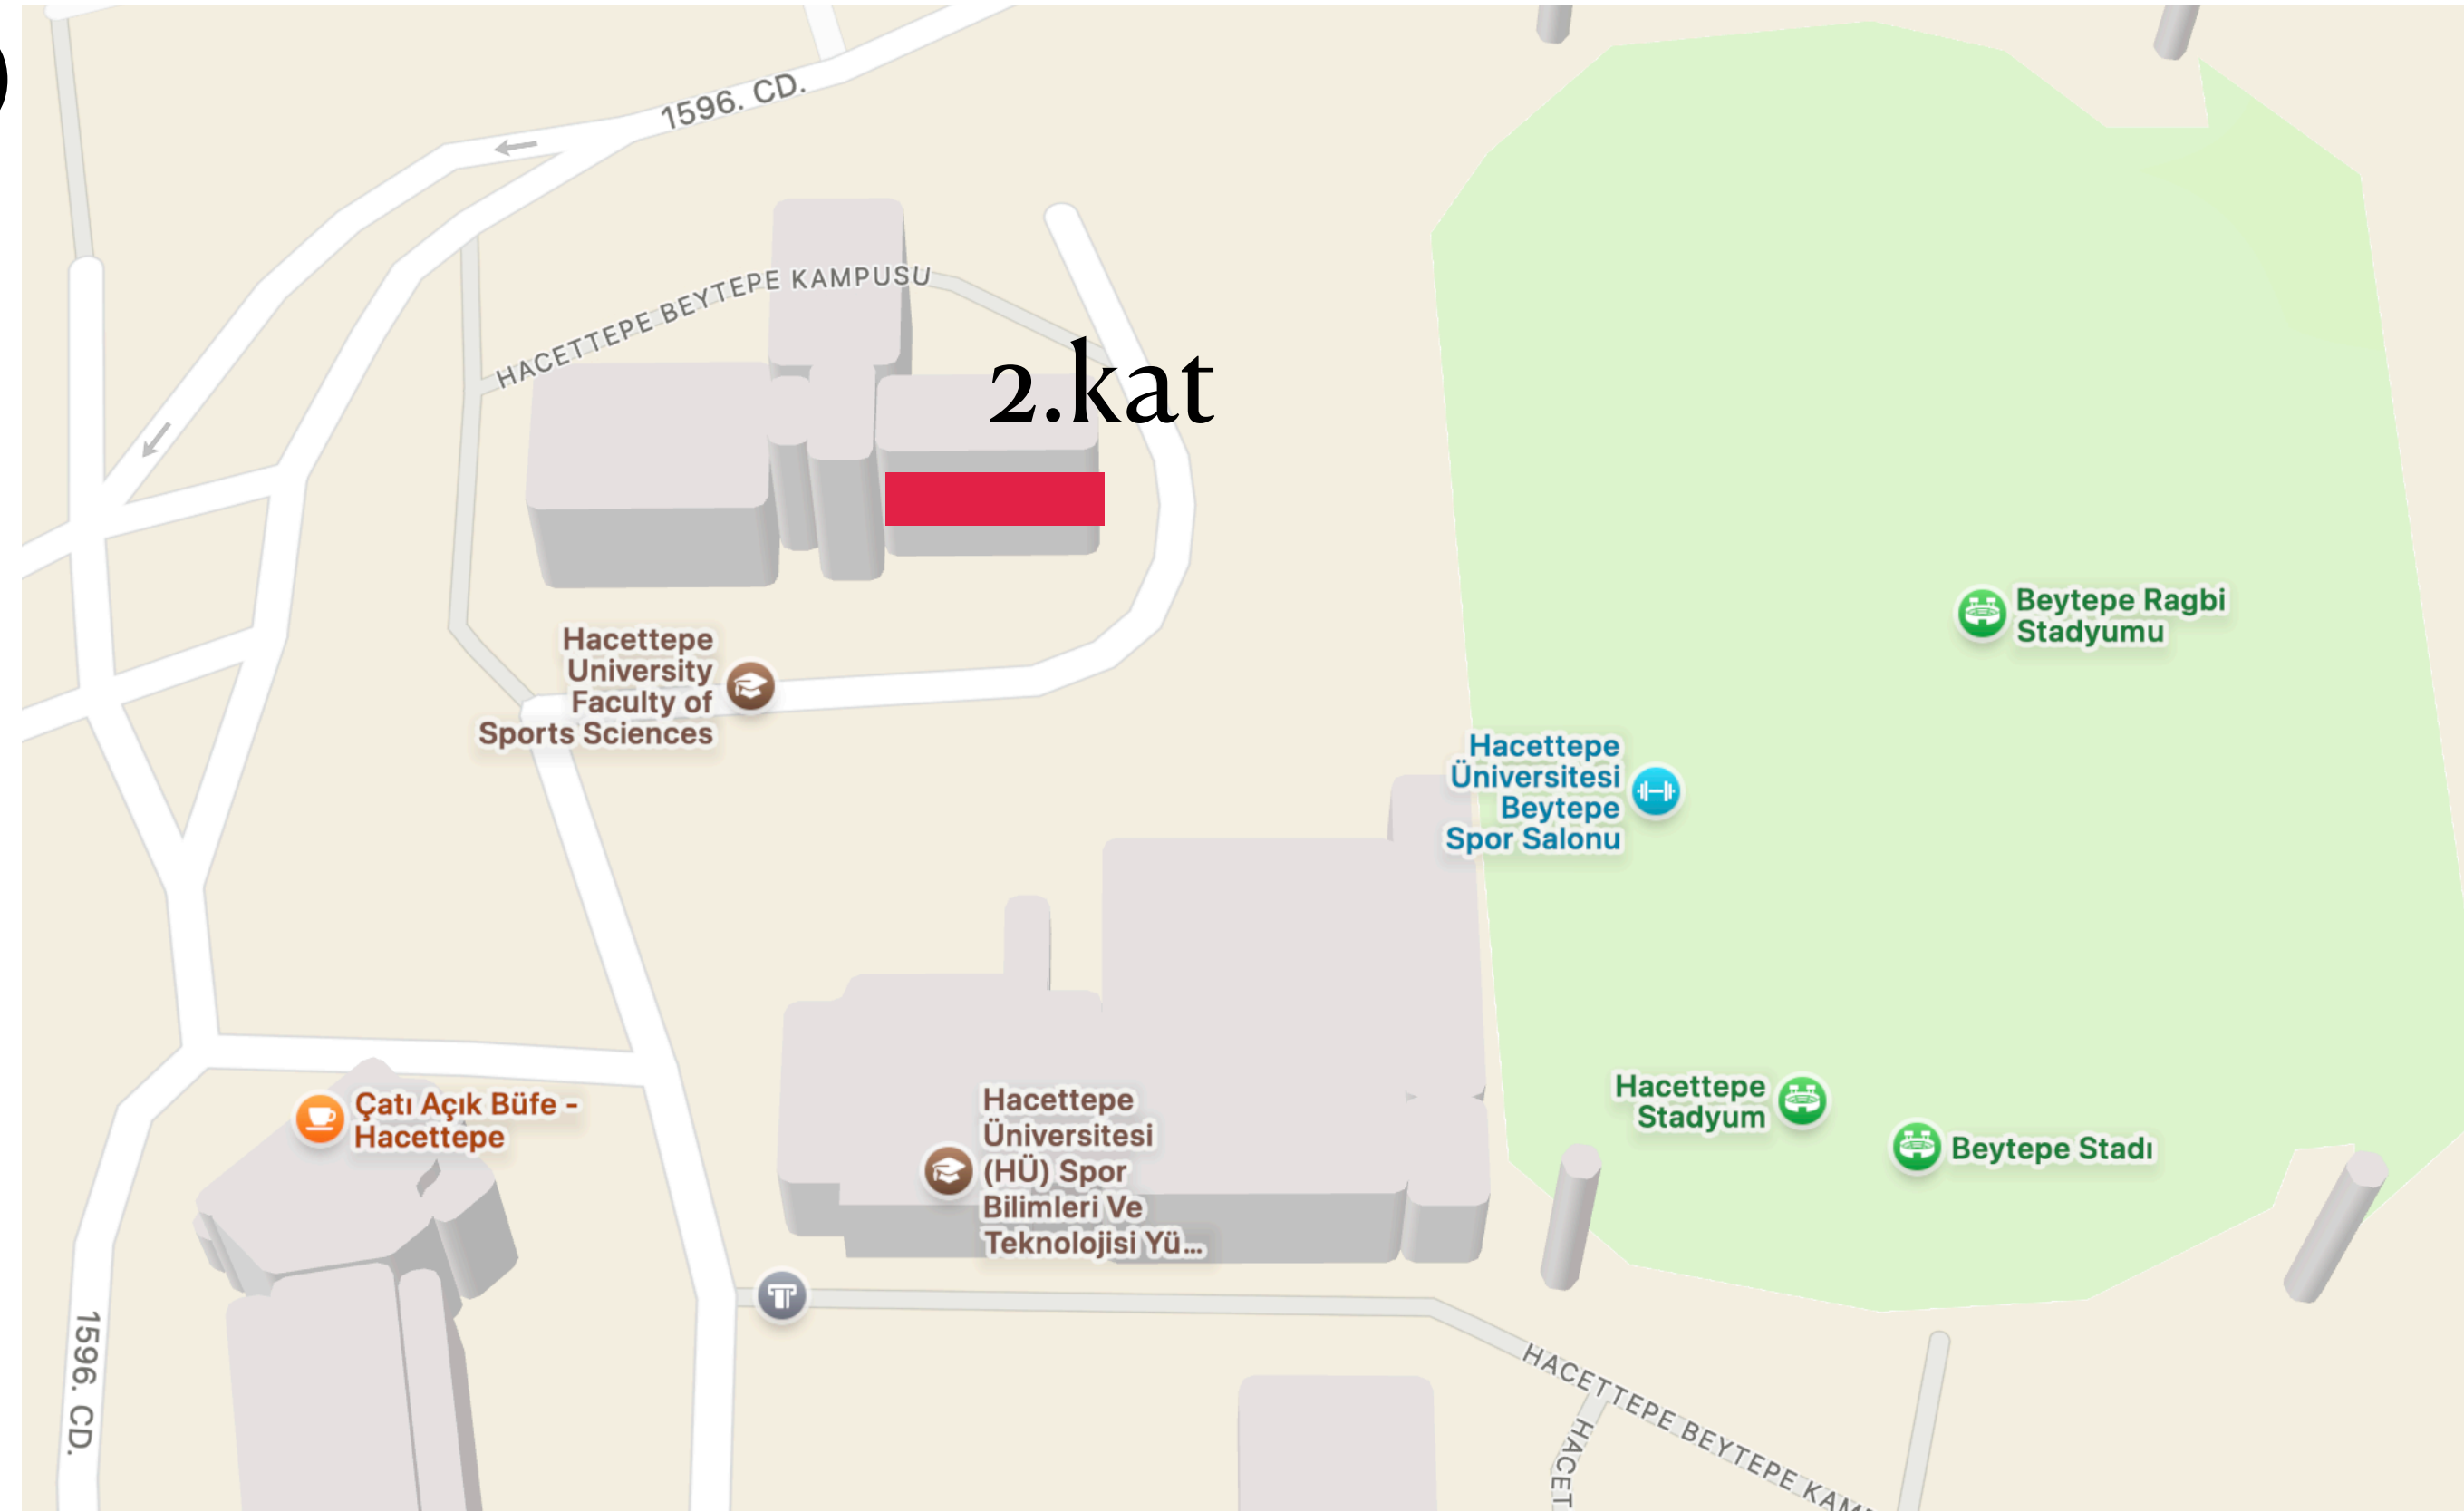 )
1596. CD.
HACETTEPE BEYTEPE KAMPUSU
2.kat
Hacettepe
University
Faculty of
Sports Sciences
Beytepe Ragbi
Stadyumu
Hacettepe
Üniversitesi
Beytepe
Spor Salonu
Çatı Açık Büfe -
Hacettepe
Hacettepe
Üniversitesi
(HÜ) Spor
Bilimleri Ve
Teknolojisi Yü...
Hacettepe
Stadyum
Beytepe Stadı
1596. CD.
HACETTEPE BEYTEPE KAM
HACET